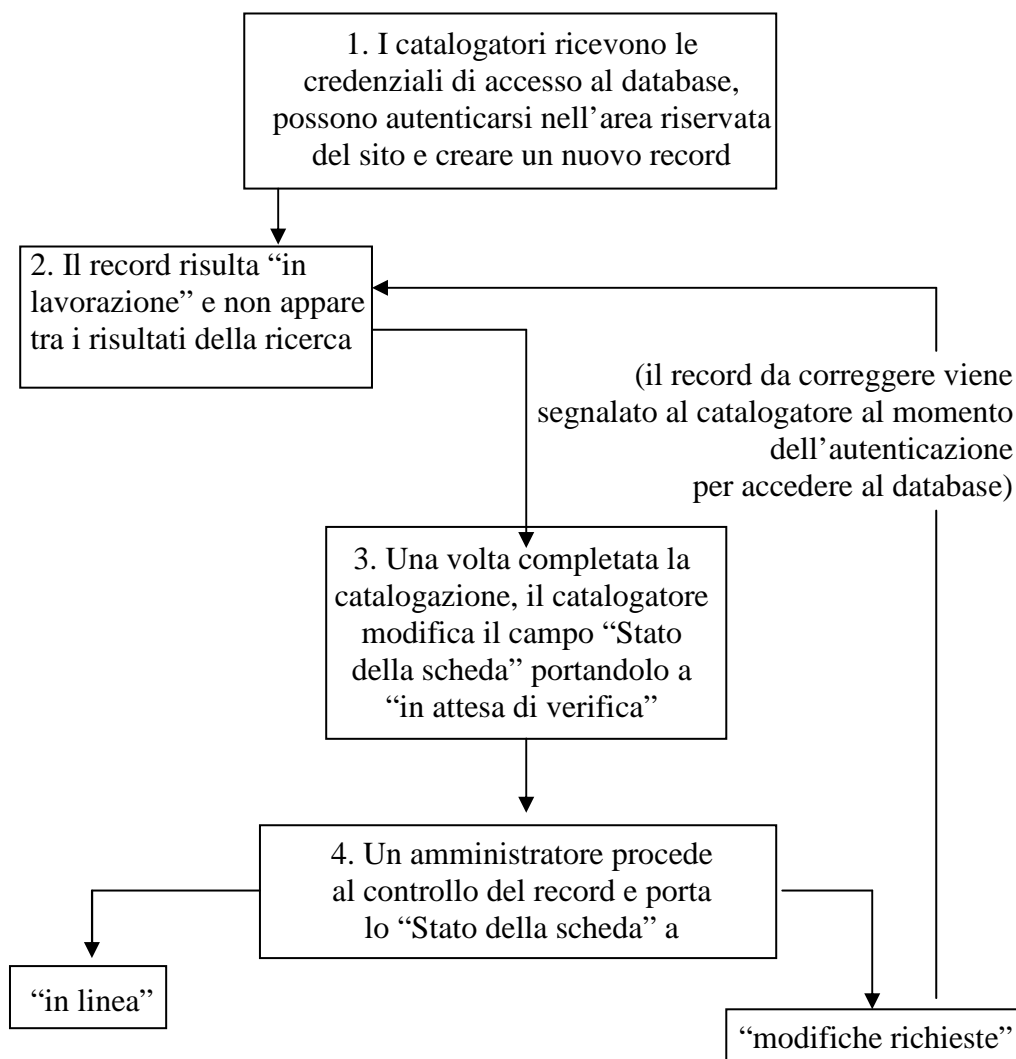 1. I catalogatori ricevono le
credenziali di accesso al database,
possono autenticarsi nell’area riservata
del sito e creare un nuovo record
2. Il record risulta “in
lavorazione” e non appare
tra i risultati della ricerca
(il record da correggere viene
segnalato al catalogatore al momento
dell’autenticazione
per accedere al database)
3. Una volta completata la
catalogazione, il catalogatore
modifica il campo “Stato
della scheda” portandolo a
“in attesa di verifica”
4. Un amministratore procede
al controllo del record e porta
lo “Stato della scheda” a
“in linea”
“modifiche richieste”